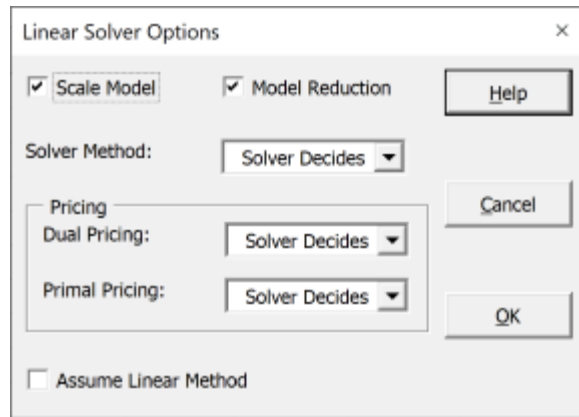 Linear Solver Options
Scale Model
Model Reduction
Help
Solver Method:
Solver Decides
Pricing
Cancel
Dual Pricing:
Solver Decides
Primal Pricing:
Solver Decides
OK
Assume Linear Method